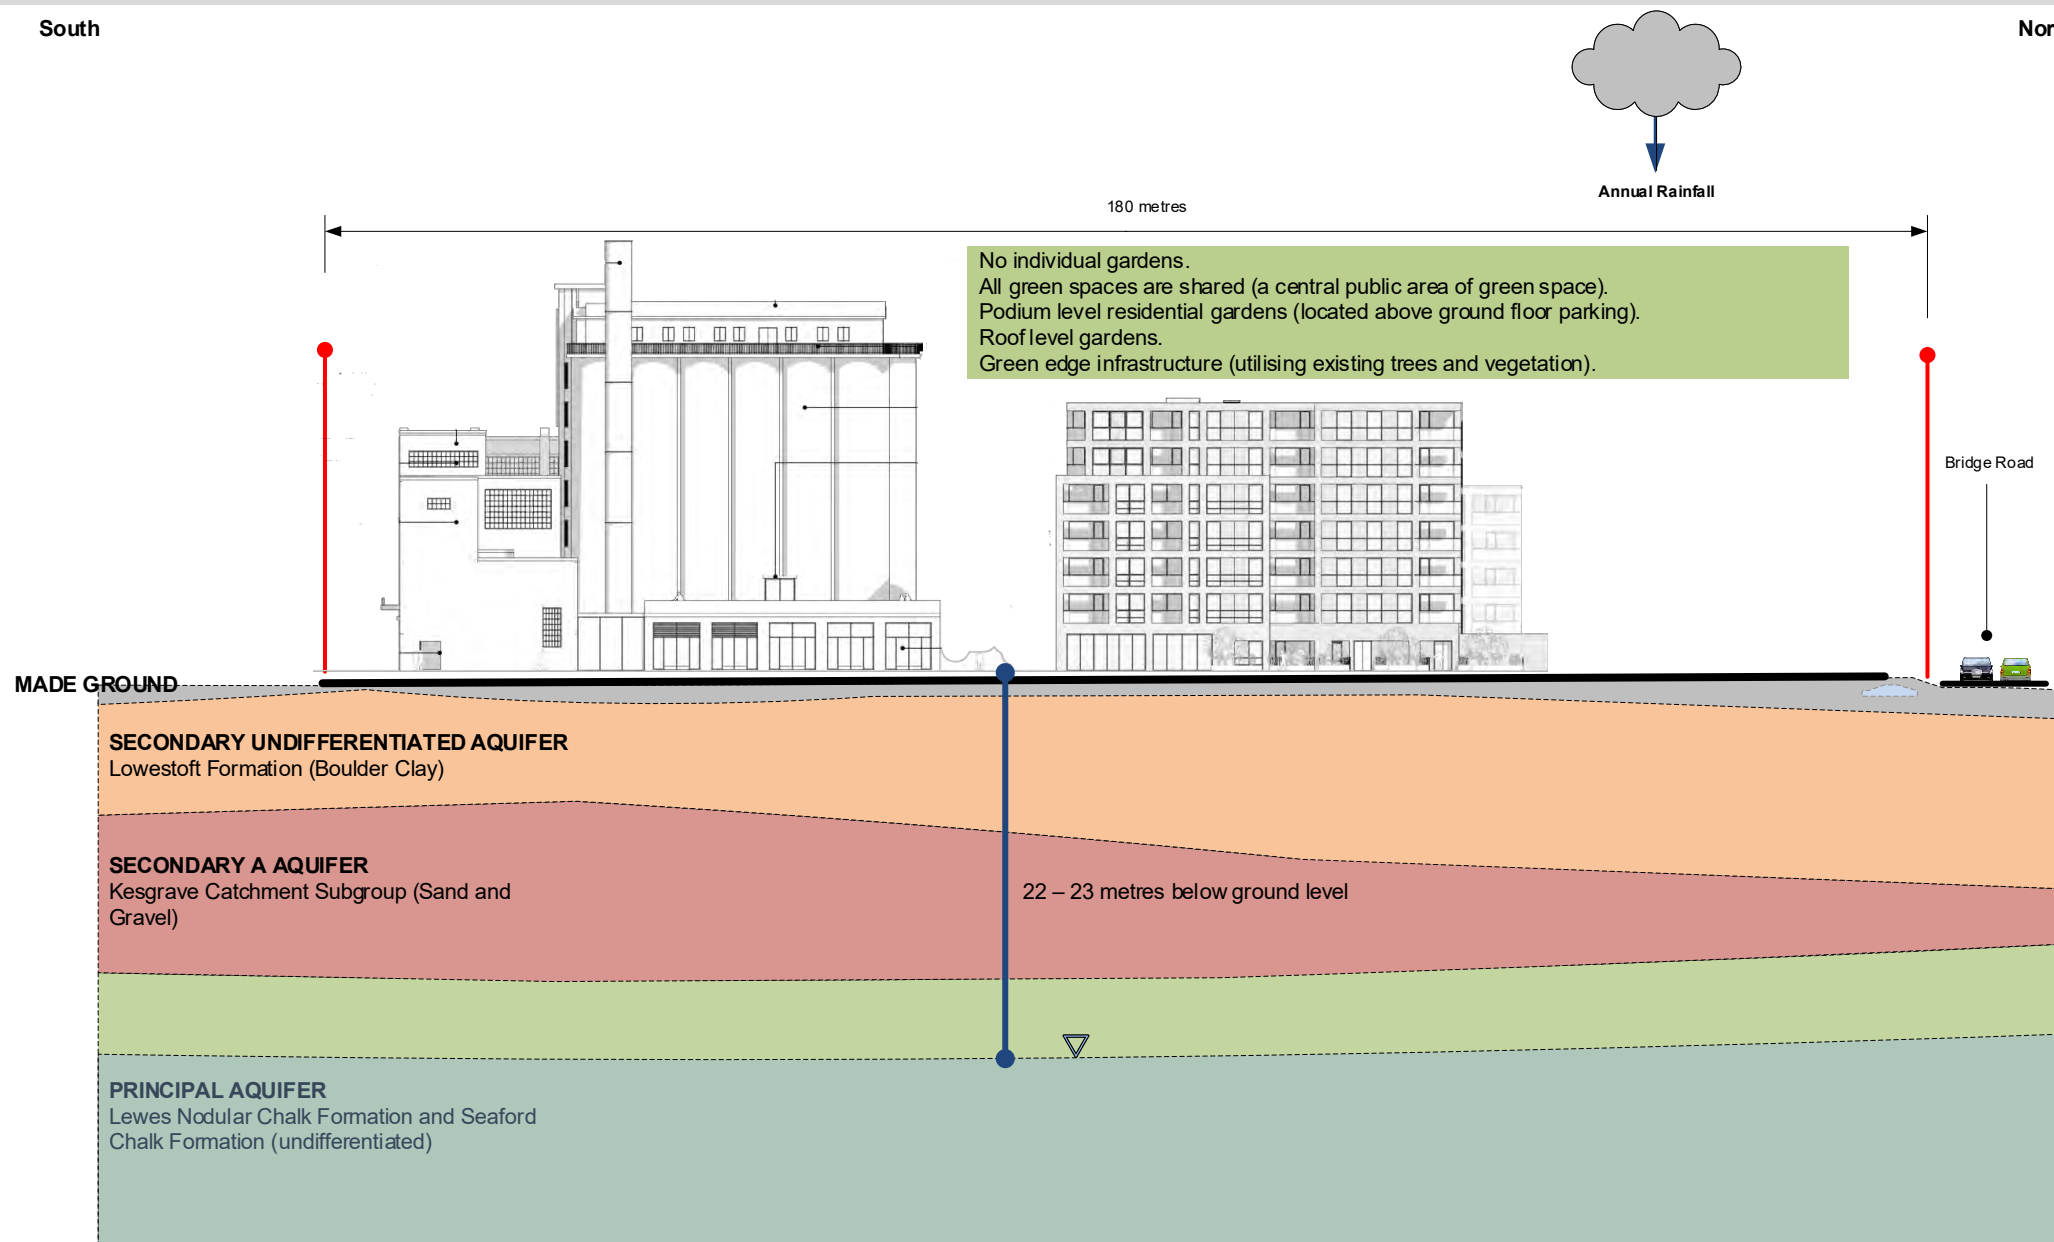 South
Nor
Annual Rainfall
180 metres
No individual gardens.
All green spaces are shared (a central public area of green space).
Podium level residential gardens (located above ground floor parking).
Roof level gardens.
Green edge infrastructure (utilising existing trees and vegetation).
Bridge Road
MADE GROUND
SECONDARY UNDIFFERENTIATED AQUIFER
Lowestoft Formation (Boulder Clay)
SECONDARY A AQUIFER
Kesgrave Catchment Subgroup (Sand and
Gravel)
22 – 23 metres below ground level
PRINCIPAL AQUIFER
Lewes Nodular Chalk Formation and Seaford
Chalk Formation (undifferentiated)